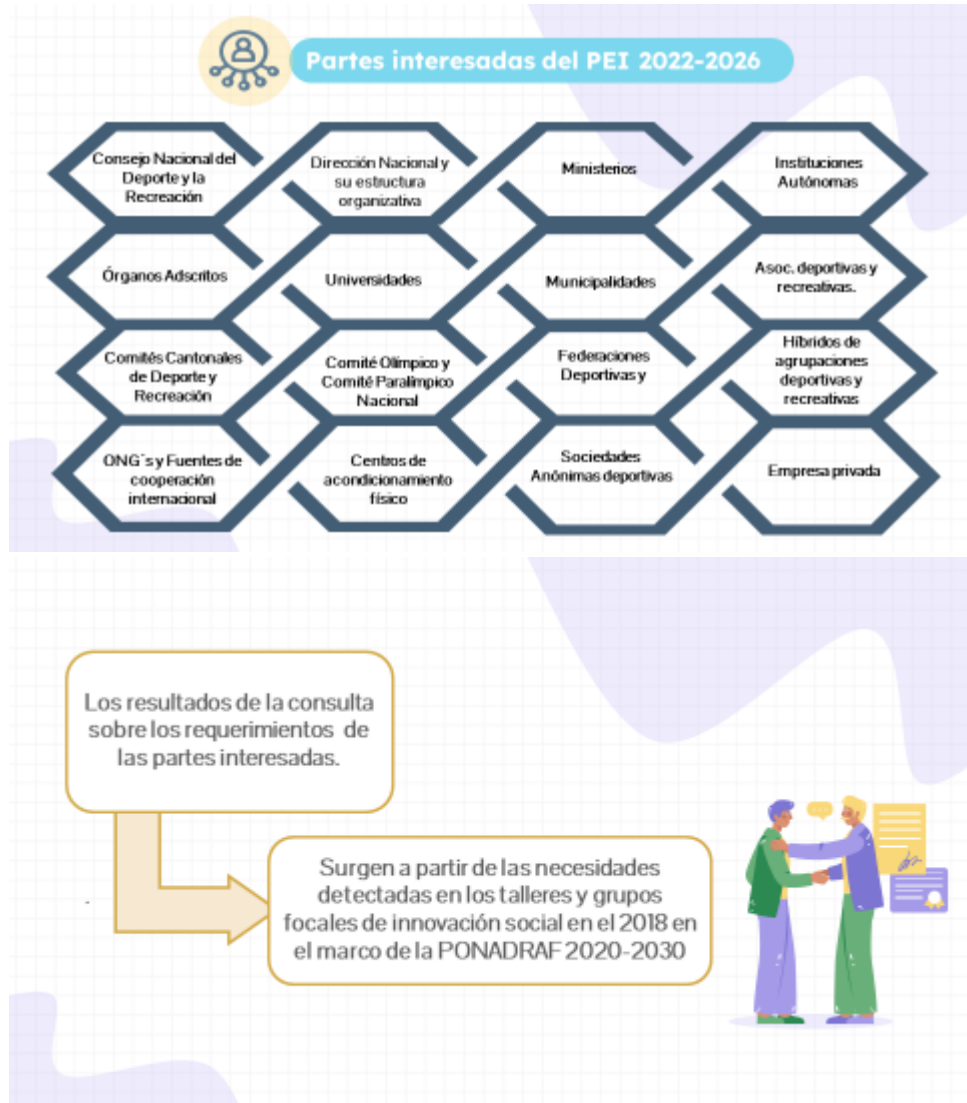 Partes interesadas del PEI 2022-2026
Consejo Nacional del
Deporte y la
Recreación
Dirección Nacional y
su estructura
organizativa
Ministerios
Instituciones
Autónomas
Órganos Adscritos
Universidades
Municipalidades
Asoc. deportivas y
recreativas.
Comités Cantonales
de Deporte y
Recreación
Comité Olímpico y
Comité Paralímpico
Nacional
Federaciones
Deportivas y
Híbridos de
agrupaciones
deportivas y
recreativas
ONG´s y Fuentes de
cooperación
internacional
Centros de
acondicionamiento
físico
Sociedades
Anónimas deportivas
Empresa privada
Los resultados de la consulta
sobre los requerimientos de
las partes interesadas.
Surgen a partir de las necesidades
detectadas en los talleres y grupos
focales de innovación social en el 2018 en
el marco de la PONADRAF 2020-2030